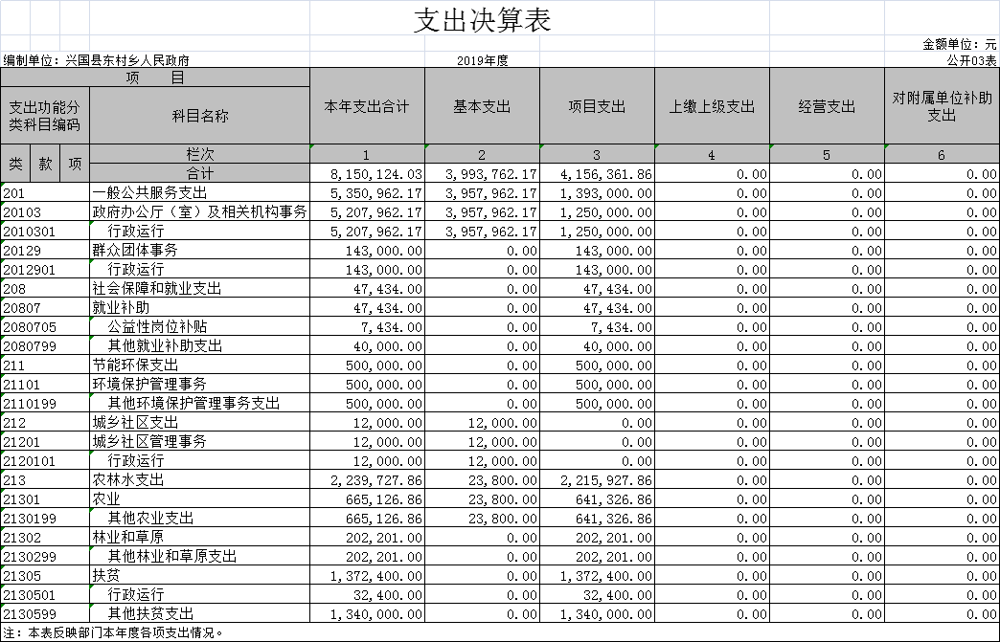 支出决算表
金额单位：元
编制单位：兴国县东村乡人民政府 2019年度 公开03表
项 目 本年支出合计 基本支出 项目支出 上缴上级支出 经营支出 对附属单位补助支出
支出功能分类科目编码 科目名称
类 款 项 栏次 1 2 3 4 5 6
合计 8,150,124.03 3,993,762.17 4,156,361.86 0.00 0.00 0.00
201 一般公共服务支出 5,350,962.17 3,957,962.17 1,393,000.00 0.00 0.00 0.00
20103 政府办公厅（室）及相关机构事务 5,207,962.17 3,957,962.17 1,250,000.00 0.00 0.00 0.00
2010301 行政运行 5,207,962.17 3,957,962.17 1,250,000.00 0.00 0.00 0.00
20129 群众团体事务 143,000.00 0.00 143,000.00 0.00 0.00 0.00
2012901 行政运行 143,000.00 0.00 143,000.00 0.00 0.00 0.00
208 社会保障和就业支出 47,434.00 0.00 47,434.00 0.00 0.00 0.00
20807 就业补助 47,434.00 0.00 47,434.00 0.00 0.00 0.00
2080705 公益性岗位补贴 7,434.00 0.00 7,434.00 0.00 0.00 0.00
2080799 其他就业补助支出 40,000.00 0.00 40,000.00 0.00 0.00 0.00
211 节能环保支出 500,000.00 0.00 500,000.00 0.00 0.00 0.00
21101 环境保护管理事务 500,000.00 0.00 500,000.00 0.00 0.00 0.00
2110199 其他环境保护管理事务支出 500,000.00 0.00 500,000.00 0.00 0.00 0.00
212 城乡社区支出 12,000.00 12,000.00 0.00 0.00 0.00 0.00
21201 城乡社区管理事务 12,000.00 12,000.00 0.00 0.00 0.00 0.00
2120101 行政运行 12,000.00 12,000.00 0.00 0.00 0.00 0.00
213 农林水支出 2,239,727.86 23,800.00 2,215,927.86 0.00 0.00 0.00
21301 农业 665,126.86 23,800.00 641,326.86 0.00 0.00 0.00
2130199 其他农业支出 665,126.86 23,800.00 641,326.86 0.00 0.00 0.00
21302 林业和草原 202,201.00 0.00 202,201.00 0.00 0.00 0.00
2130299 其他林业和草原支出 202,201.00 0.00 202,201.00 0.00 0.00 0.00
21305 扶贫 1,372,400.00 0.00 1,372,400.00 0.00 0.00 0.00
2130501 行政运行 32,400.00 0.00 32,400.00 0.00 0.00 0.00
2130599 其他扶贫支出 1,340,000.00 0.00 1,340,000.00 0.00 0.00 0.00
注：本表反映部门本年度各项支出情况。